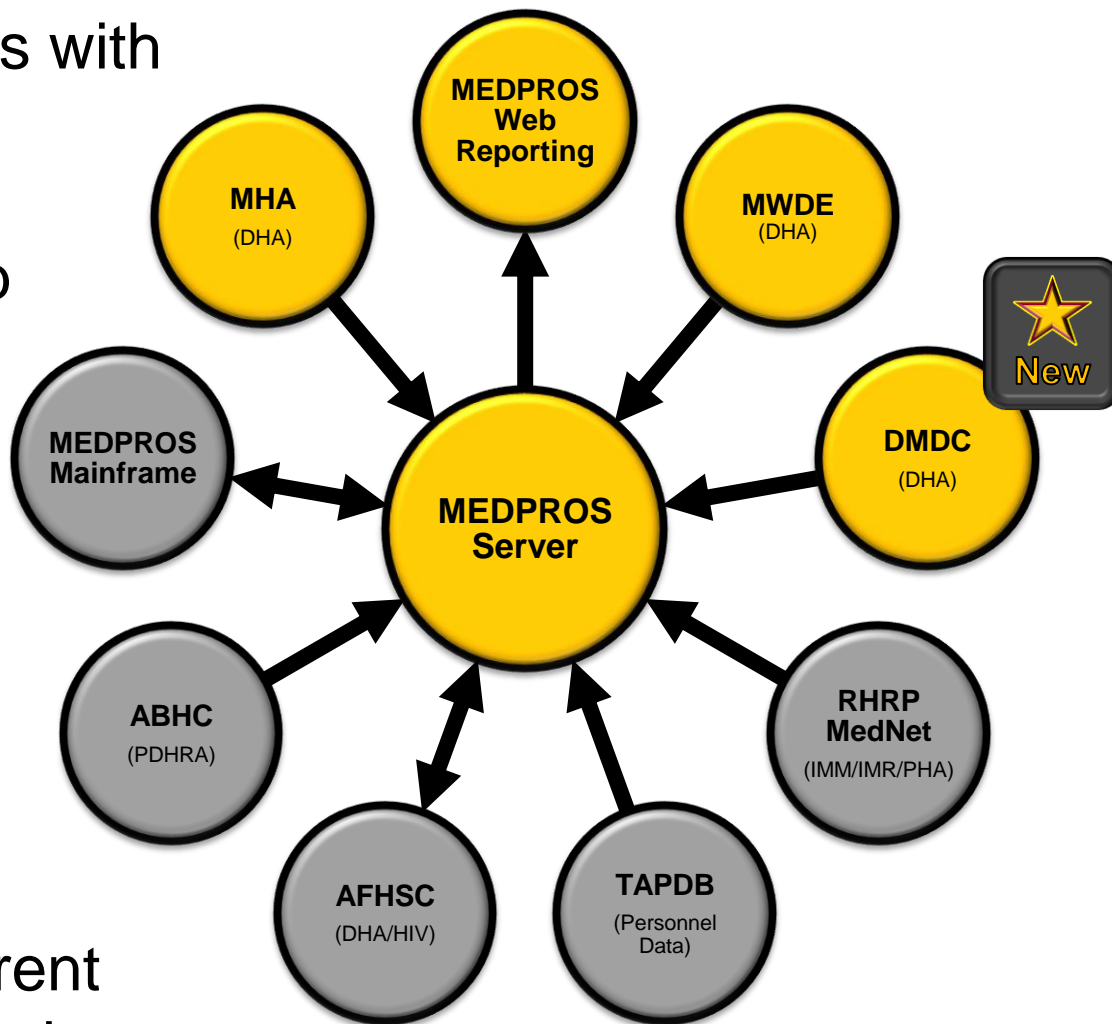 s with
MEDPROS
Web
Reporting
MHA
(DHA)
MWDE
(DHA)
New
MEDPROS
Mainframe
DMDC
(DHA)
MEDPROS
Server
ABHC
(PDHRA)
RHRP
MedNet
(IMM/IMR/PHA)
AFHSC
(DHA/HIV)
TAPDB
(Personnel
Data)
rent